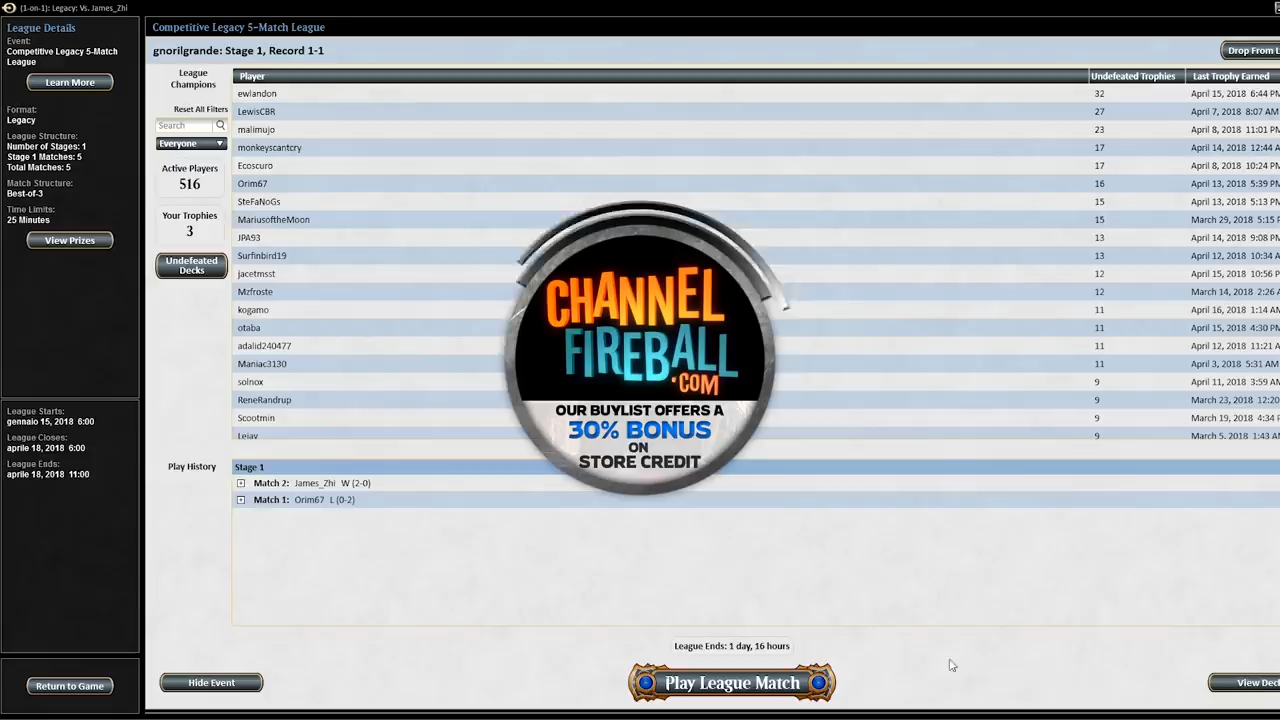 (1-on-1): Legacy: Vs. James_Zhi
League Details
Event:
Competitive Legacy 5-Match
League
Learn More
Format:
Legacy
League Structure:
Number of Stages: 1
Stage 1 Matches: 5
Total Matches: 5
Match Structure:
Best-of-3
Time Limits:
25 Minutes
View Prizes
League Starts:
gennaio 15, 2018 6:00
League Closes:
aprile 18, 2018 6:00
League Ends:
aprile 18, 2018 11:00
Return to Game
Competitive Legacy 5-Match League
gnorilgrande: Stage 1, Record 1-1
Drop From L
League
Champions
Reset All Filters
Search
Everyone
Active Players
516
Your Trophies
3
Undefeated
Decks
Player Undefeated Trophies Last Trophy Earned
ewlandon 32 April 15, 2018 6:44 PM
LewisCBR 27 April 7, 2018 8:07 AM
malimujo 23 April 8, 2018 11:01 PM
monkeyscantcry 17 April 14, 2018 12:44 A
Ecoscuro 17 April 8, 2018 10:24 PM
Orim67 16 April 13, 2018 5:39 PM
SteFaNoGs 15 April 13, 2018 5:13 PM
MariusoftheMoon 15 March 29, 2018 5:15 P
JPA93 13 April 14, 2018 9:08 PM
Surfinbird19 13 April 12, 2018 10:34 A
jacetmsst 12 April 15, 2018 10:56 P
Mzfroste 12 March 14, 2018 2:26 A
kogamo 11 April 16, 2018 1:14 AM
otaba 11 April 15, 2018 4:30 PM
adalid240477 11 April 12, 2018 11:21 A
Maniac3130 11 April 3, 2018 5:31 AM
solnox 9 April 11, 2018 3:59 AM
ReneRandrup 9 March 23, 2018 12:20
Scootmin 9 March 19, 2018 4:34 P
Lejay 9 March 5, 2018 1:43 AM
CHANNEL
FIREBALL
.COM
OUR BUYLIST OFFERS A
30% BONUS
ON
STORE CREDIT
Play History
Stage 1
Match 2: James_Zhi W (2-0)
Match 1: Orim67 L (0-2)
League Ends: 1 day, 16 hours
Hide Event
Play League Match
View Dec